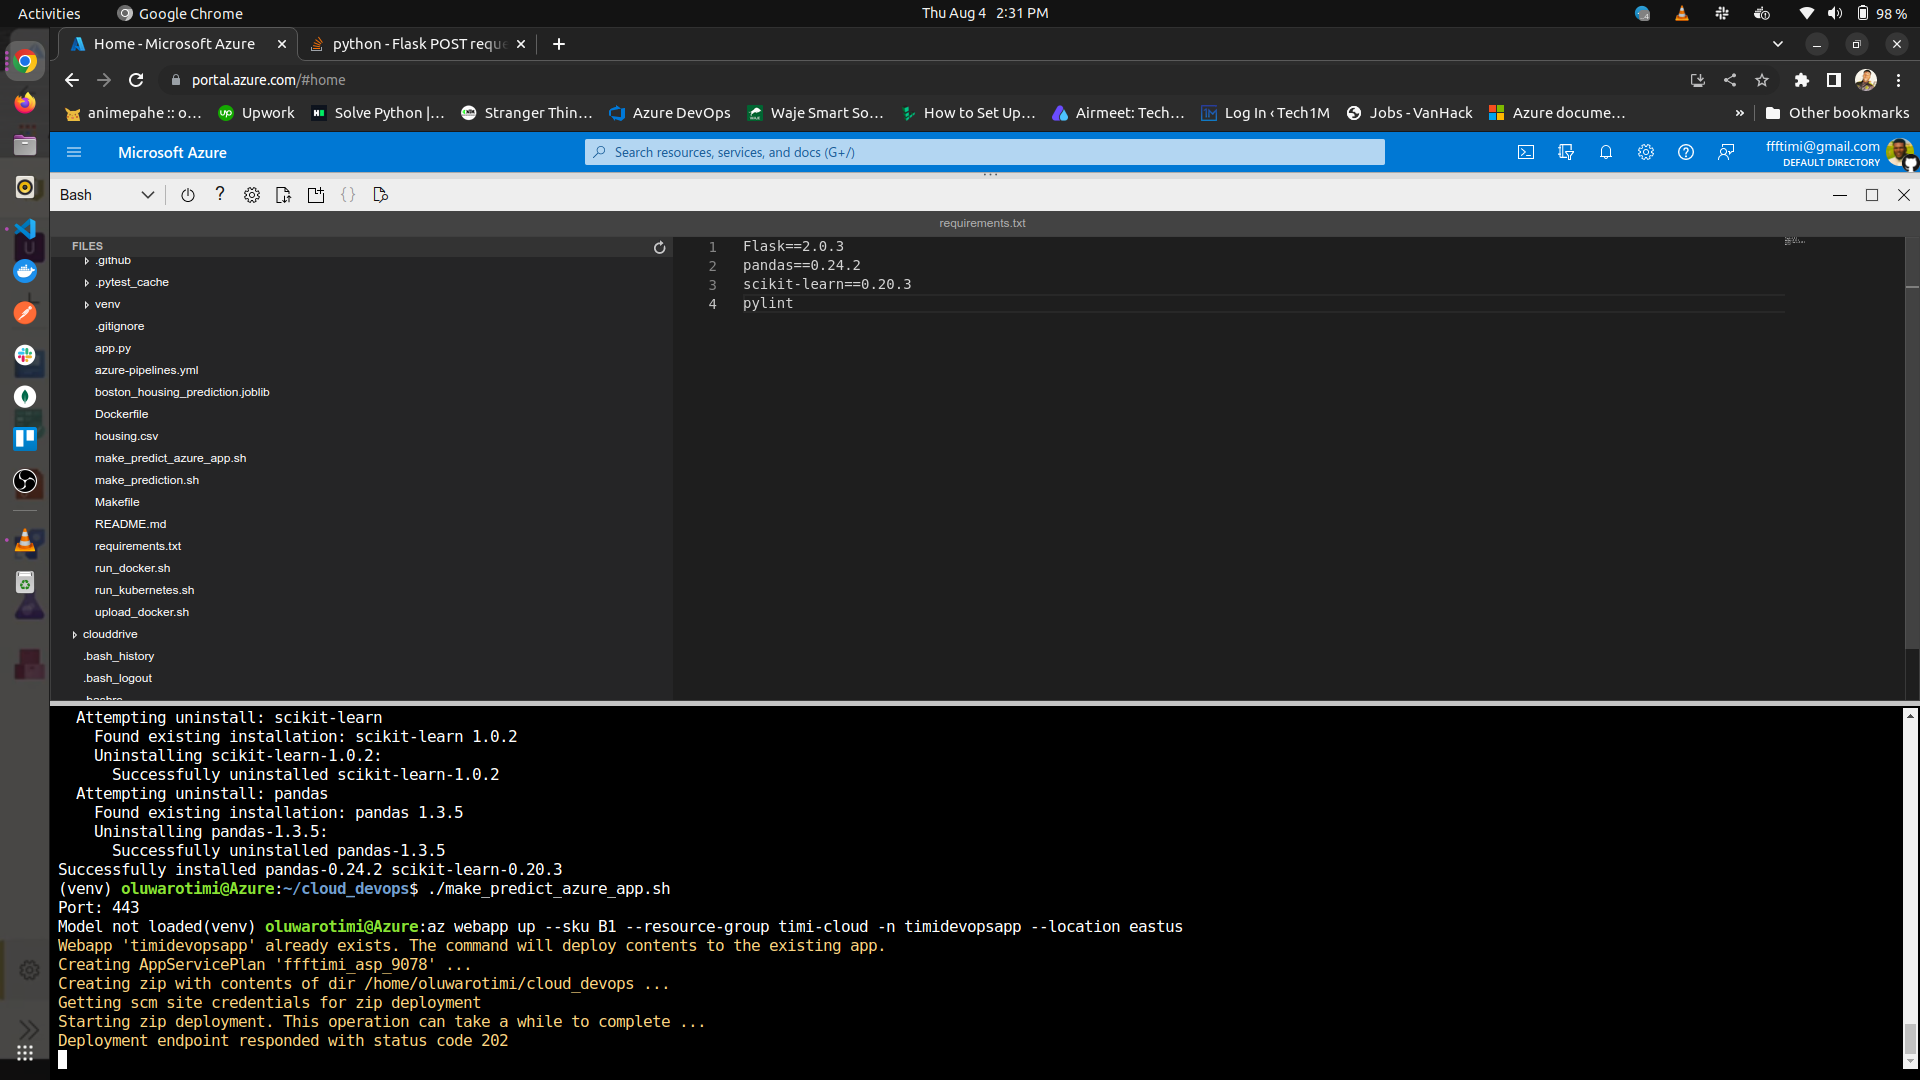 Activities
Google Chrome
Thu Aug 4 2:31 PM
98 %
Home - Microsoft Azure
python - Flask POST reque
portal.azure.com/#home
animepahe :: o...
Upwork
Solve Python |...
Stranger Thin...
Azure DevOps
Waje Smart So...
How to Set Up...
Airmeet: Tech...
Log In ‹ Tech1M
Jobs - VanHack
Azure docume...
»
Other bookmarks
Microsoft Azure
Search resources, services, and docs (G+/)
ffftimi@gmail.com
DEFAULT DIRECTORY
Bash
requirements.txt
FILES
.github
.pytest_cache
venv
.gitignore
app.py
azure-pipelines.yml
boston_housing_prediction.joblib
Dockerfile
housing.csv
make_predict_azure_app.sh
make_prediction.sh
Makefile
README.md
requirements.txt
run_docker.sh
run_kubernetes.sh
upload_docker.sh
clouddrive
.bash_history
.bash_logout
.bashrc
1 Flask==2.0.3
2 pandas==0.24.2
3 scikit-learn==0.20.3
4 pylint
Attempting uninstall: scikit-learn
Found existing installation: scikit-learn 1.0.2
Uninstalling scikit-learn-1.0.2:
Successfully uninstalled scikit-learn-1.0.2
Attempting uninstall: pandas
Found existing installation: pandas 1.3.5
Uninstalling pandas-1.3.5:
Successfully uninstalled pandas-1.3.5
Successfully installed pandas-0.24.2 scikit-learn-0.20.3
(venv) oluwarotimi@Azure:~/cloud_devops$ ./make_predict_azure_app.sh
Port: 443
Model not loaded(venv) oluwarotimi@Azure:az webapp up --sku B1 --resource-group timi-cloud -n timidevopsapp --location eastus
Webapp 'timidevopsapp' already exists. The command will deploy contents to the existing app.
Creating AppServicePlan 'ffftimi_asp_9078' ...
Creating zip with contents of dir /home/oluwarotimi/cloud_devops ...
Getting scm site credentials for zip deployment
Starting zip deployment. This operation can take a while to complete ...
Deployment endpoint responded with status code 202